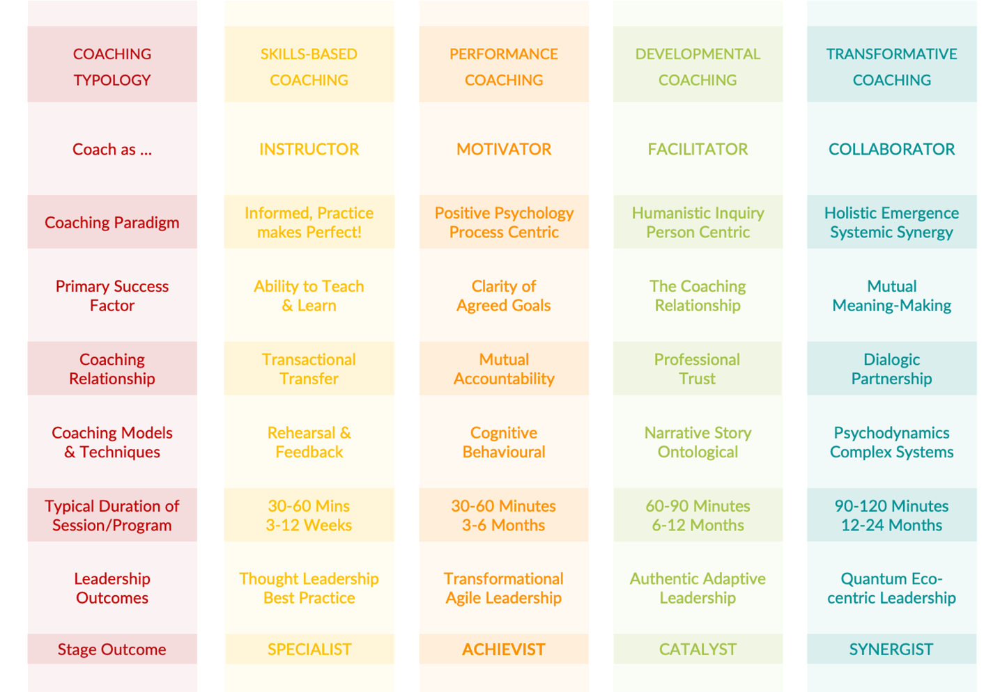 COACHING
TYPOLOGY
SKILLS-BASED
COACHING
PERFORMANCE
COACHING
DEVELOPMENTAL
COACHING
TRANSFORMATIVE
COACHING
Coach as ...
INSTRUCTOR
MOTIVATOR
FACILITATOR
COLLABORATOR
Coaching Paradigm
Informed, Practice
makes Perfect!
Positive Psychology
Process Centric
Humanistic Inquiry
Person Centric
Holistic Emergence
Systemic Synergy
Primary Success
Factor
Ability to Teach
& Learn
Clarity of
Agreed Goals
The Coaching
Relationship
Mutual
Meaning-Making
Coaching
Relationship
Transactional
Transfer
Mutual
Accountability
Professional
Trust
Dialogic
Partnership
Coaching Models
& Techniques
Rehearsal &
Feedback
Cognitive
Behavioural
Narrative Story
Ontological
Psychodynamics
Complex Systems
Typical Duration of
Session/Program
30-60 Mins
3-12 Weeks
30-60 Minutes
3-6 Months
60-90 Minutes
6-12 Months
90-120 Minutes
12-24 Months
Leadership
Outcomes
Thought Leadership
Best Practice
Transformational
Agile Leadership
Authentic Adaptive
Leadership
Quantum Eco-
centric Leadership
Stage Outcome
SPECIALIST
ACHIEVIST
CATALYST
SYNERGIST